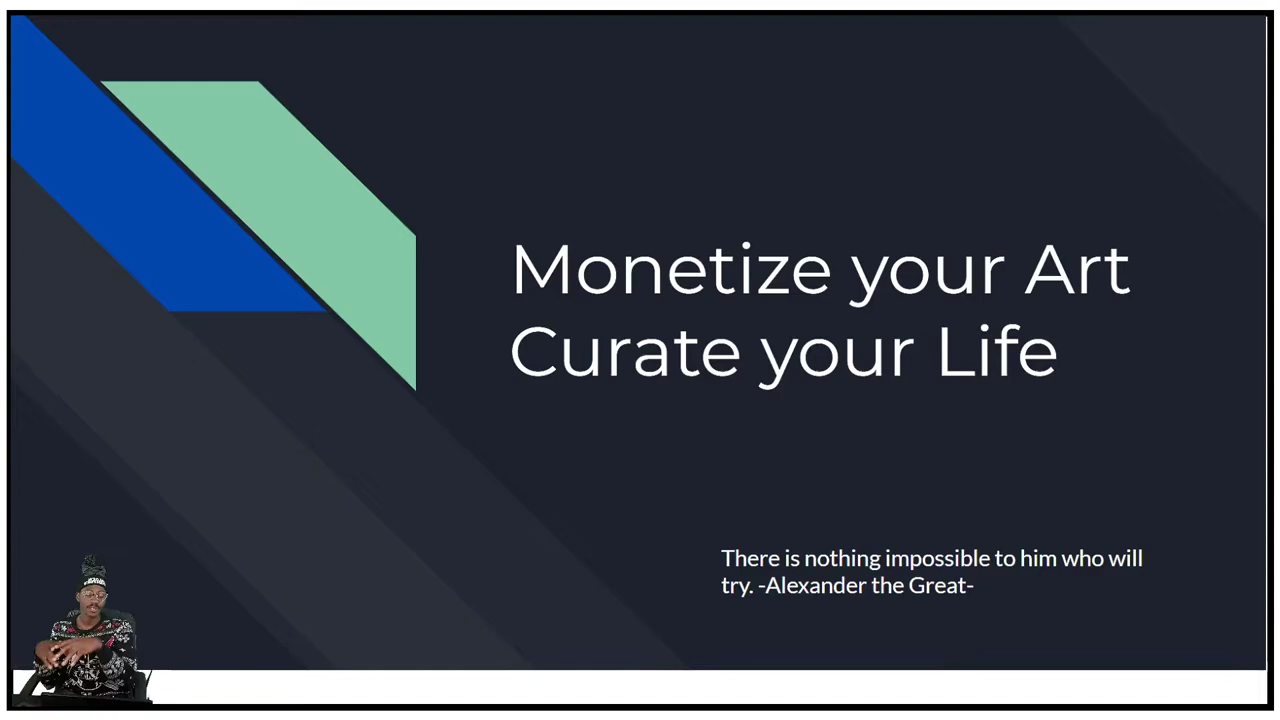 Monetize your Art
Curate your Life
There is nothing impossible to him who will
try. -Alexander the Great-